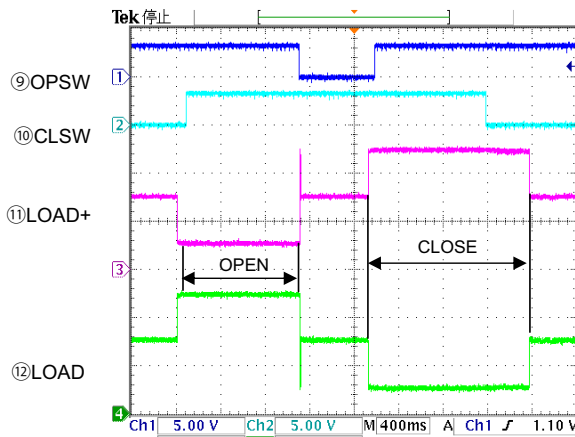 Tek 停止
⑨OPSW
1
2
⑩CLSW
⑪LOAD+
3
OPEN
CLOSE
⑫LOAD
4
Ch1 5.00 V Ch2 5.00 V M 400ms A Ch1 ƒ 1.10 V